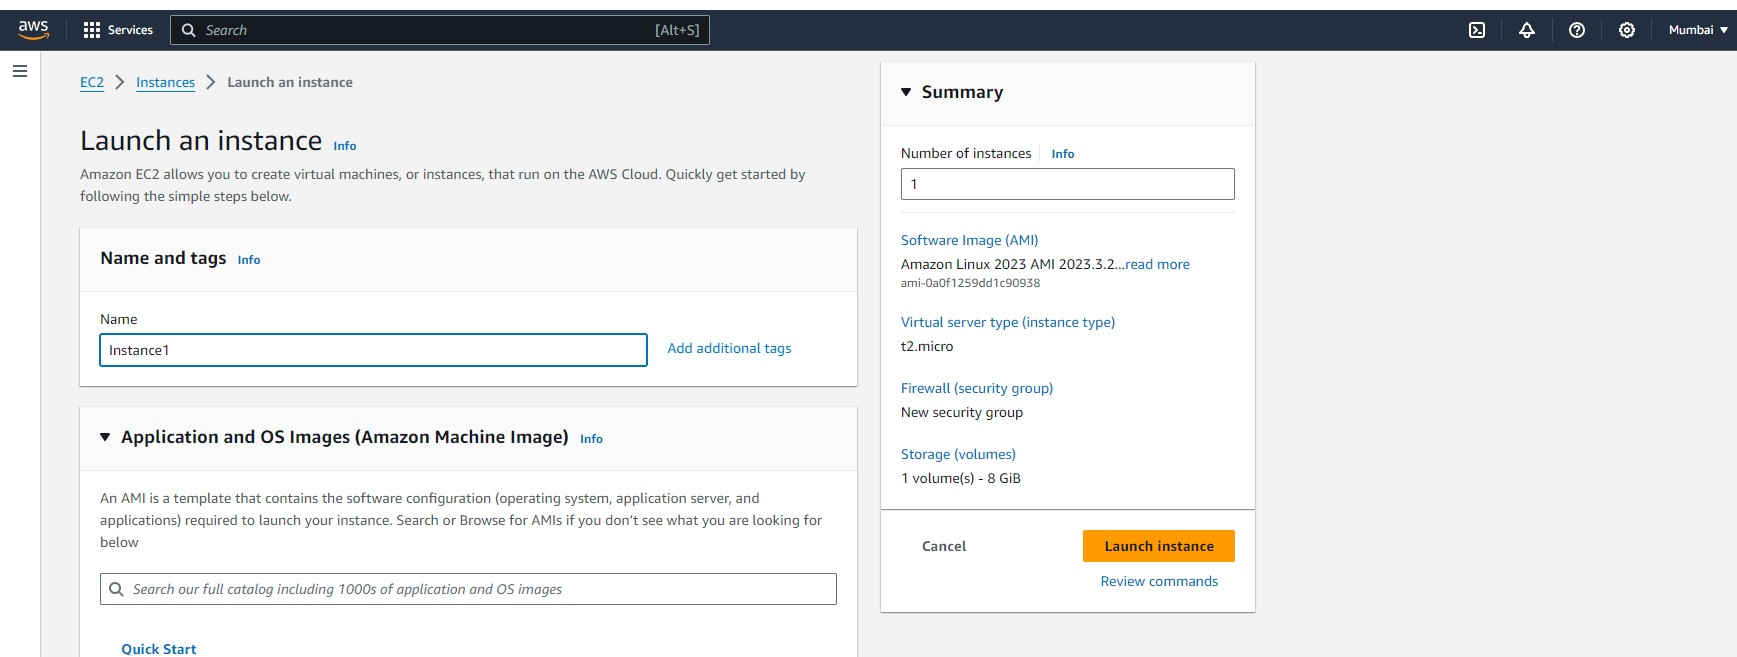 aws Services Search [Alt+S] Mumbai
EC2 Instances Launch an instance
Launch an instance Info
Amazon EC2 allows you to create virtual machines, or instances, that run on the AWS Cloud. Quickly get started by
following the simple steps below.
Name and tags Info
Name
Instance1
Add additional tags
Application and OS Images (Amazon Machine Image) Info
An AMI is a template that contains the software configuration (operating system, application server, and
applications) required to launch your instance. Search or Browse for AMIs if you don't see what you are looking for
below
Search our full catalog including 1000s of application and OS images
Quick Start
Summary
Number of instances Info
1
Software Image (AMI)
Amazon Linux 2023 AMI 2023.3.2...read more
ami-0a0f1259dd1c90938
Virtual server type (instance type)
t2.micro
Firewall (security group)
New security group
Storage (volumes)
1 volume(s) - 8 GiB
Cancel
Launch instance
Review commands